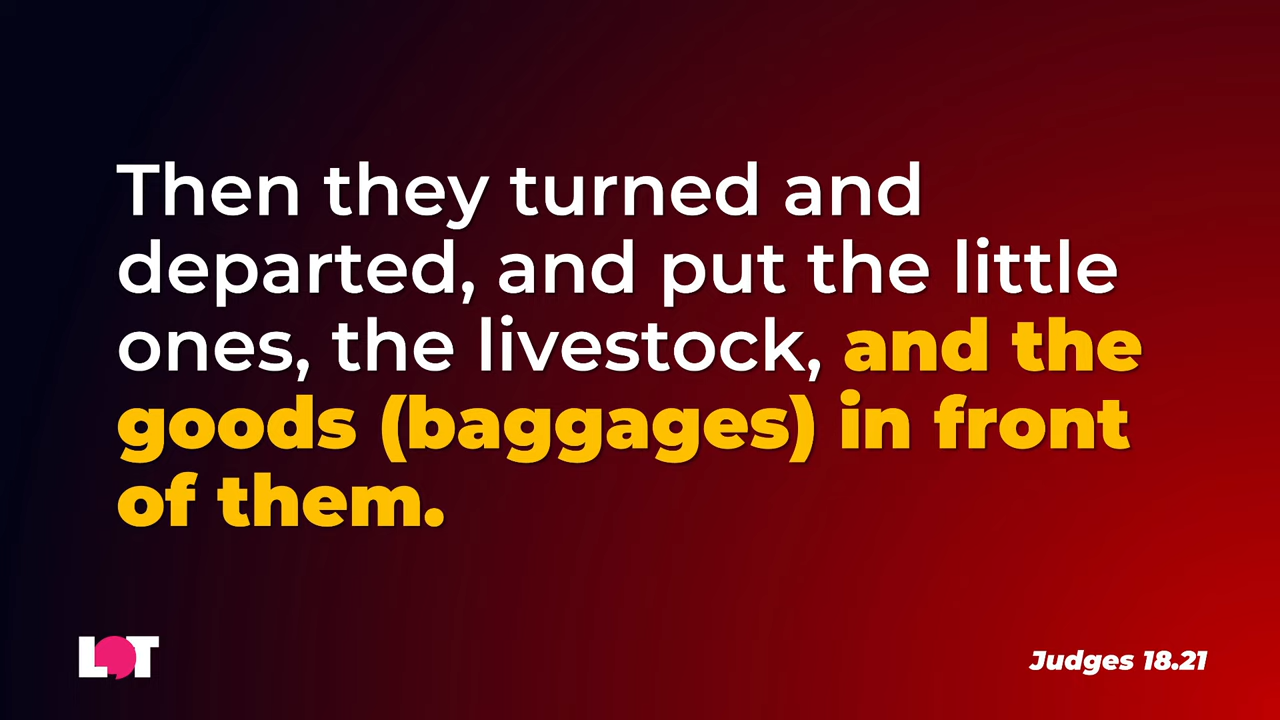 Then they turned and
departed, and put the little
ones, the livestock, and the
goods (baggages) in front
of them.
LOT
Judges 18.21